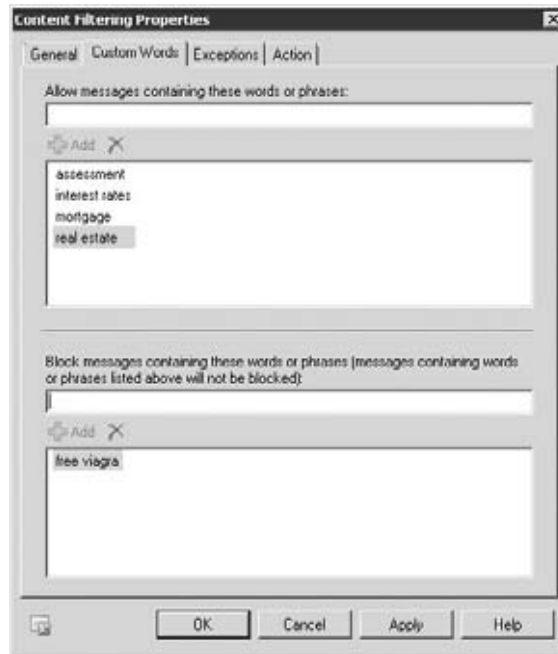 Content Filtering Properties
General Custom Words Exceptions Action
Allow messages containing these words or phrases:
Add
assessment
interest rates
mortgage
real estate
Block messages containing these words or phrases (messages containing words
or phrases listed above will not be blocked):
Add
free viagra
OK Cancel Apply Help